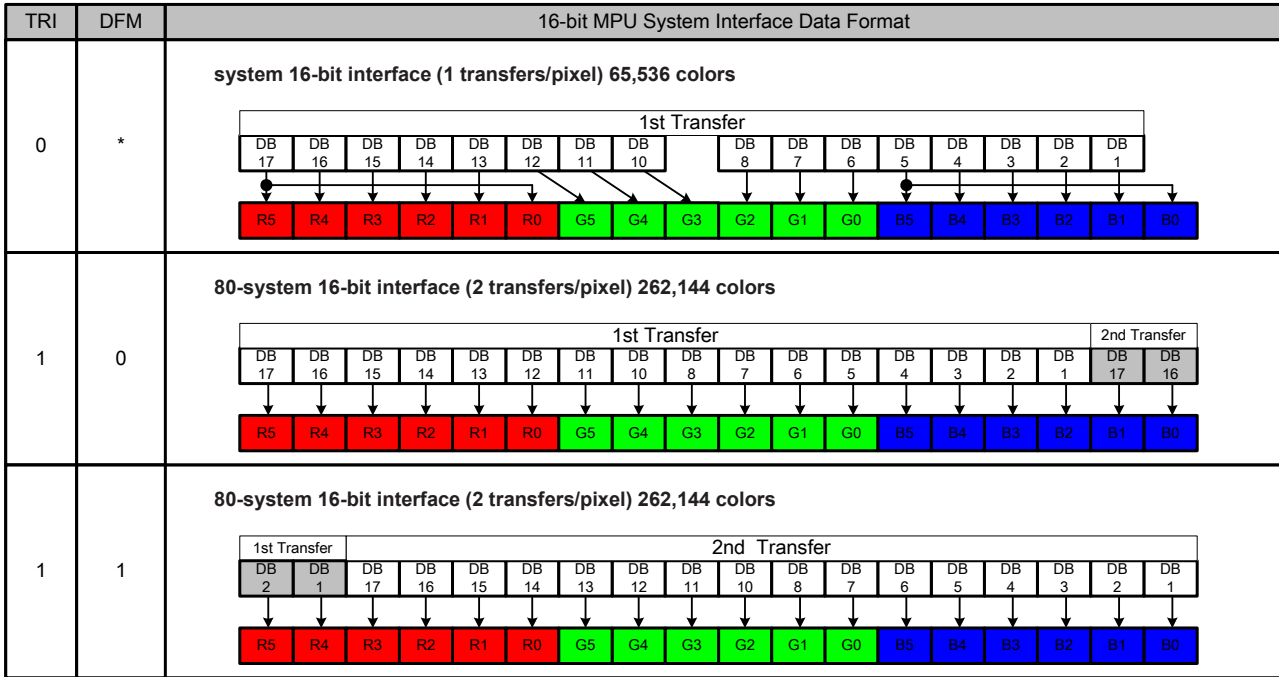 TRI DFM 16-bit MPU System Interface Data Format
system 16-bit interface (1 transfers/pixel) 65,536 colors
1st Transfer
0 *
DB DB DB DB DB DB DB DB DB DB DB DB DB DB DB DB
17 16 15 14 13 12 11 10 8 7 6 5 4 3 2 1
R5 R4 R3 R2 R1 R0 G5 G4 G3 G2 G1 G0 B5 B4 B3 B2 B1 B0
80-system 16-bit interface (2 transfers/pixel) 262,144 colors
1st Transfer 2nd Transfer
1 0
DB DB DB DB DB DB DB DB DB DB DB DB DB DB DB DB DB DB
17 16 15 14 13 12 11 10 8 7 6 5 4 3 2 1 17 16
R5 R4 R3 R2 R1 R0 G5 G4 G3 G2 G1 G0 B5 B4 B3 B2 B1 B0
80-system 16-bit interface (2 transfers/pixel) 262,144 colors
1st Transfer 2nd Transfer
1 1
DB DB DB DB DB DB DB DB DB DB DB DB DB DB DB DB DB DB
2 1 17 16 15 14 13 12 11 10 8 7 6 5 4 3 2 1
R5 R4 R3 R2 R1 R0 G5 G4 G3 G2 G1 G0 B5 B4 B3 B2 B1 B0